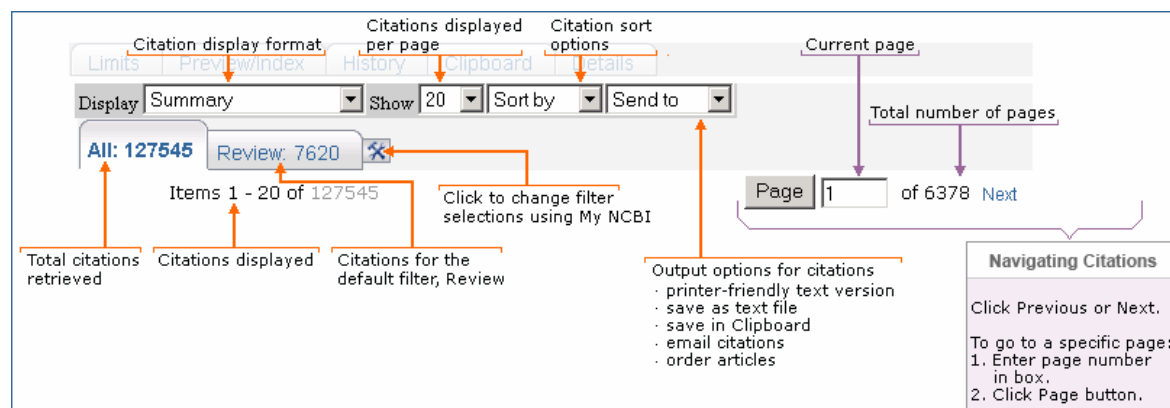 Citation display format
Citations displayed
per page
Citation sort
options
Current page
Limits Preview/Index History Clipboard Details
Display Summary Show 20 Sort by Send to
Total number of pages
All: 127545 Review: 7620
Items 1 - 20 of 127545
Click to change filter
selections using My NCBI
Page 1 of 6378 Next
Total citations
retrieved
Citations displayed
Citations for the
default filter, Review
Output options for citations
· printer-friendly text version
· save as text file
· save in Clipboard
· email citations
· order articles
Navigating Citations
Click Previous or Next.
To go to a specific page:
1. Enter page number
in box.
2. Click Page button.